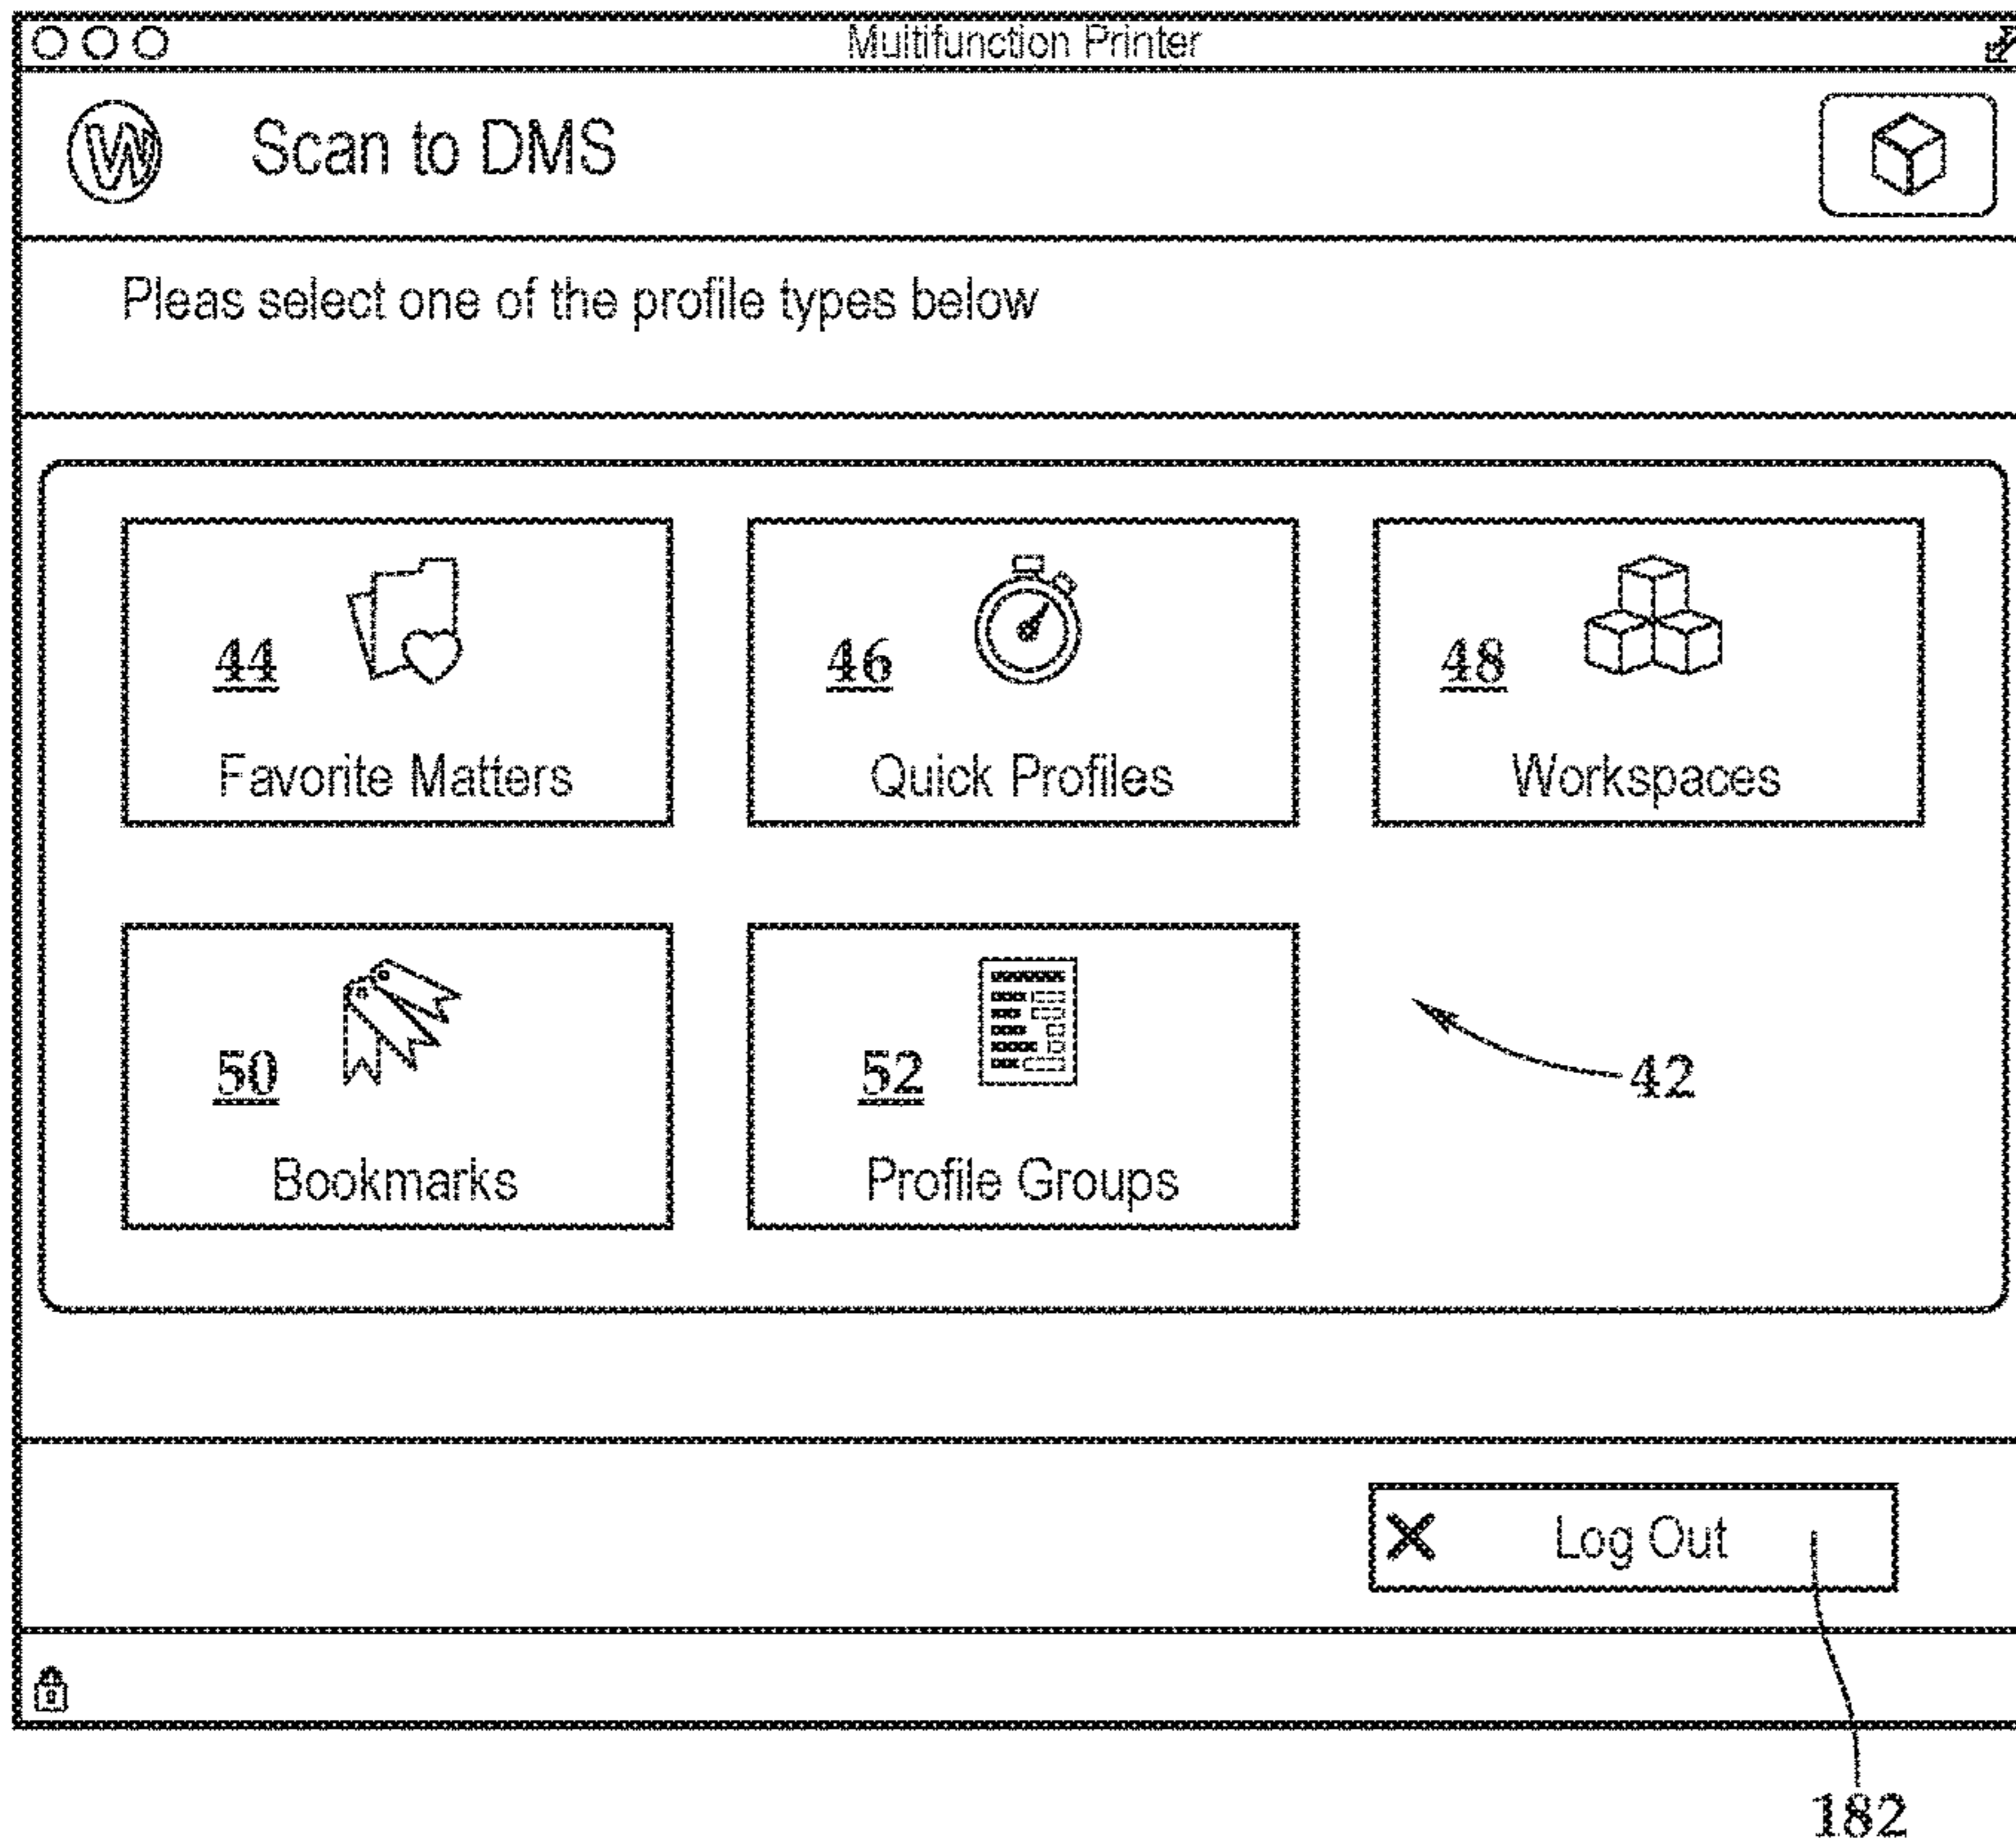 Multifunction Printer
W Scan to DMS
Pleas select one of the profile types below
44 46 48
Favorite Matters Quick Profiles Workspaces
50 52 42
Bookmarks Profile Groups
Log Out
182